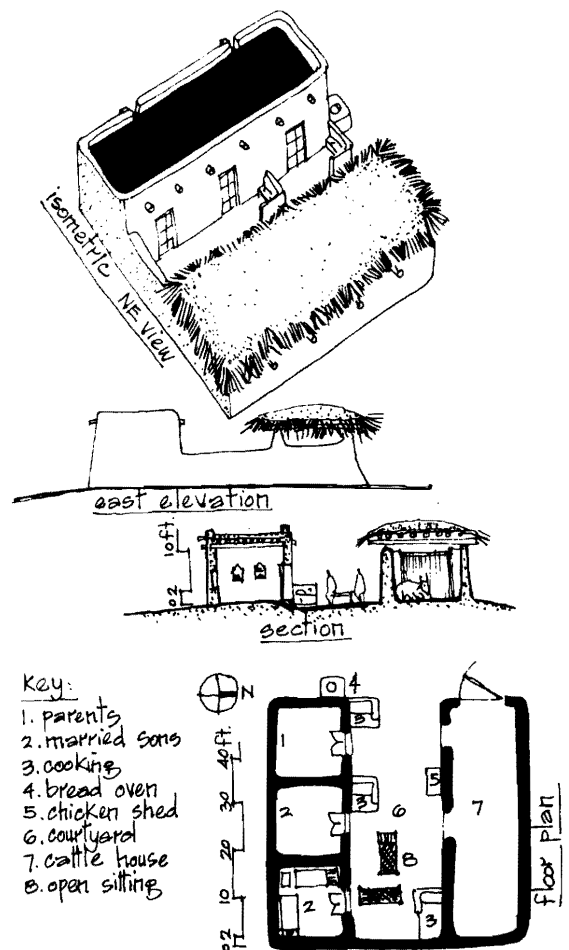 isometric NE view
east elevation
10 ft.
0 2
section
Key:
1. parents
2. married sons
3. cooking
4. bread oven
5. chicken shed
6. courtyard
7. cattle house
8. open sitting
N
4
3
1
40 ft.
5
30
2
3
6
7
20
8
10
2
3
0 2
floor plan